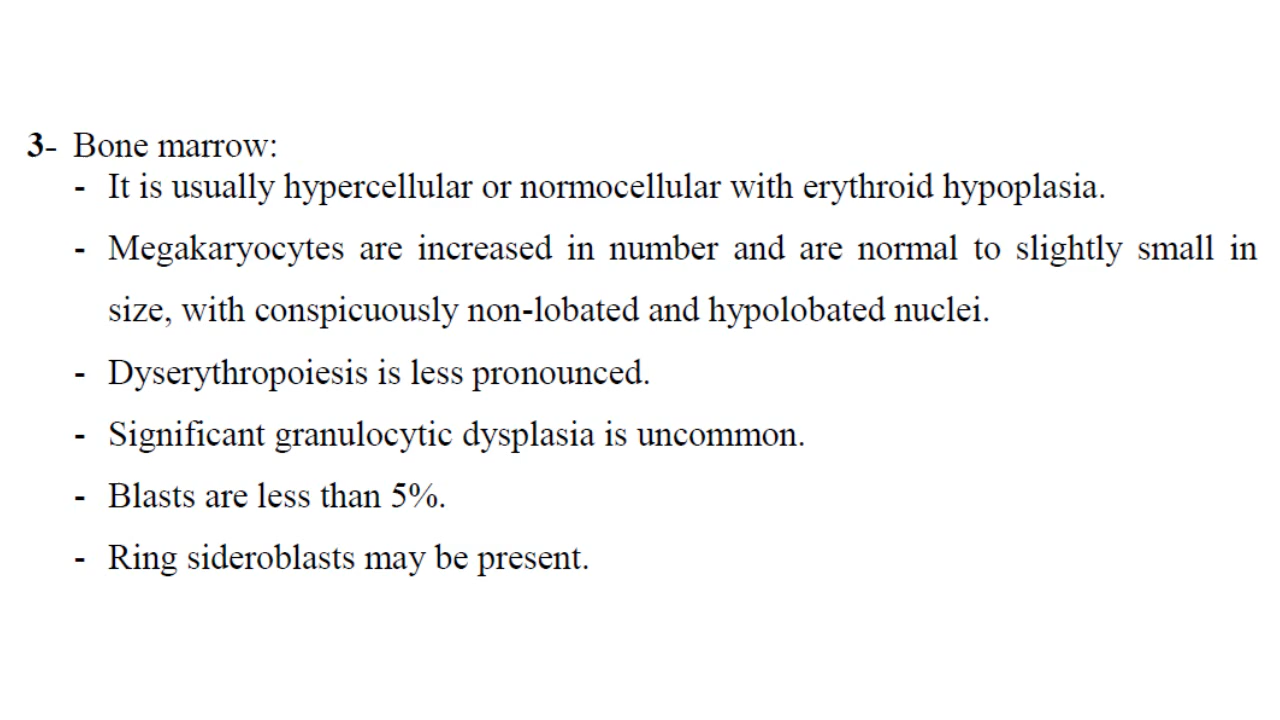 3- Bone marrow:
- It is usually hypercellular or normocellular with erythroid hypoplasia.
- Megakaryocytes are increased in number and are normal to slightly small in
size, with conspicuously non-lobated and hypolobated nuclei.
- Dyserythropoiesis is less pronounced.
- Significant granulocytic dysplasia is uncommon.
- Blasts are less than 5%.
- Ring sideroblasts may be present.